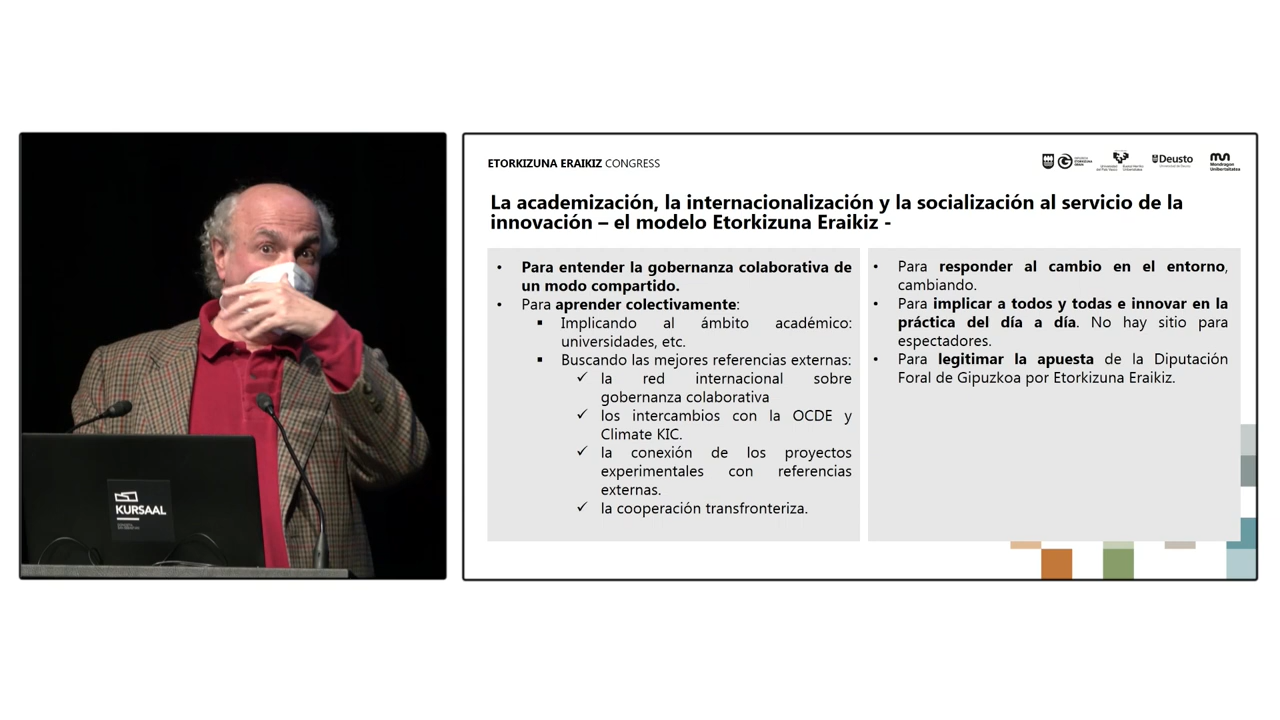 KURSAAL
ETORKIZUNA ERAIKIZ CONGRESS
Deusto
Mondragon
Unibertsitatea
La academización, la internacionalización y la socialización al servicio de la
innovación – el modelo Etorkizuna Eraikiz -
• Para entender la gobernanza colaborativa de
un modo compartido.
• Para aprender colectivamente:
▪ Implicando al ámbito académico:
universidades, etc.
▪ Buscando las mejores referencias externas:
✓ la red internacional sobre
gobernanza colaborativa
✓ los intercambios con la OCDE y
Climate KIC.
✓ la conexión de los proyectos
experimentales con referencias
externas.
✓ la cooperación transfronteriza.
• Para responder al cambio en el entorno,
cambiando.
• Para implicar a todos y todas e innovar en la
práctica del día a día. No hay sitio para
espectadores.
• Para legitimar la apuesta de la Diputación
Foral de Gipuzkoa por Etorkizuna Eraikiz.